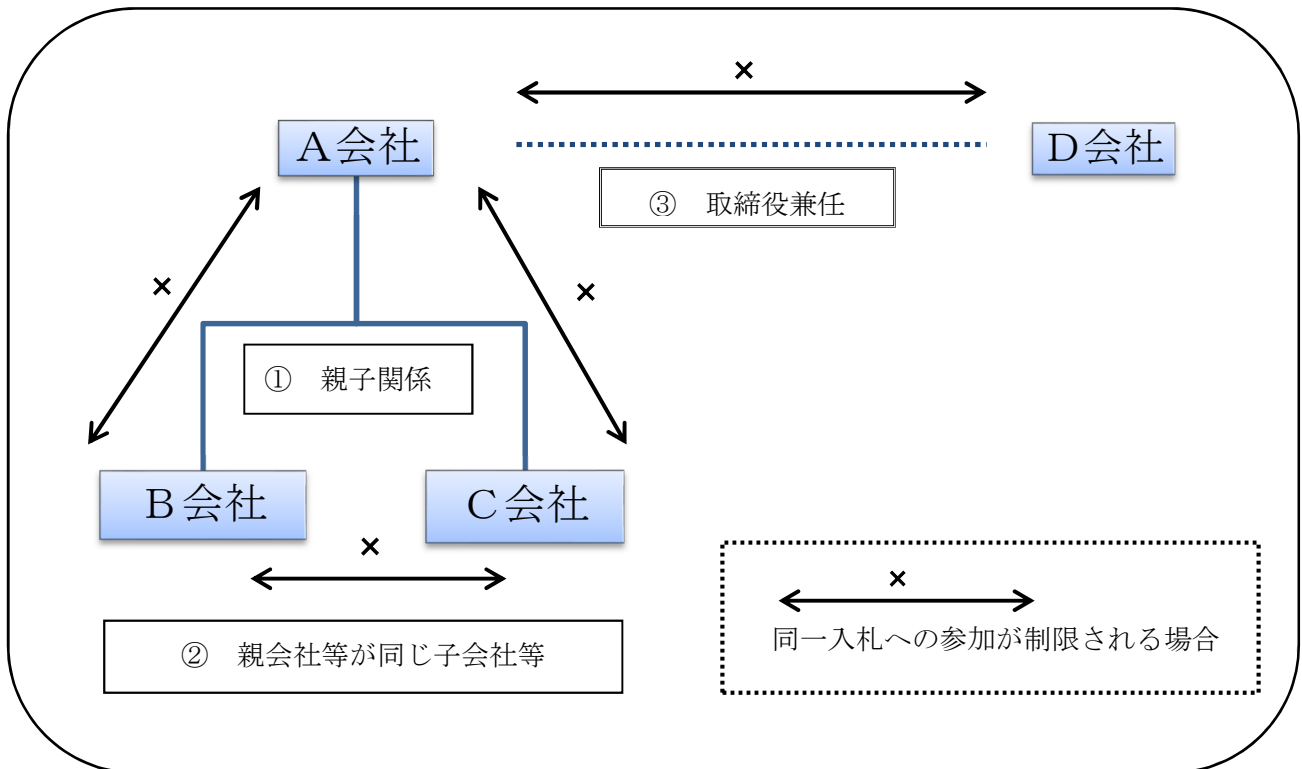 ×
Ａ会社
Ｄ会社
③　取締役兼任
×
×
①　親子関係
Ｂ会社
Ｃ会社
×
②　親会社等が同じ子会社等
×
同一入札への参加が制限される場合